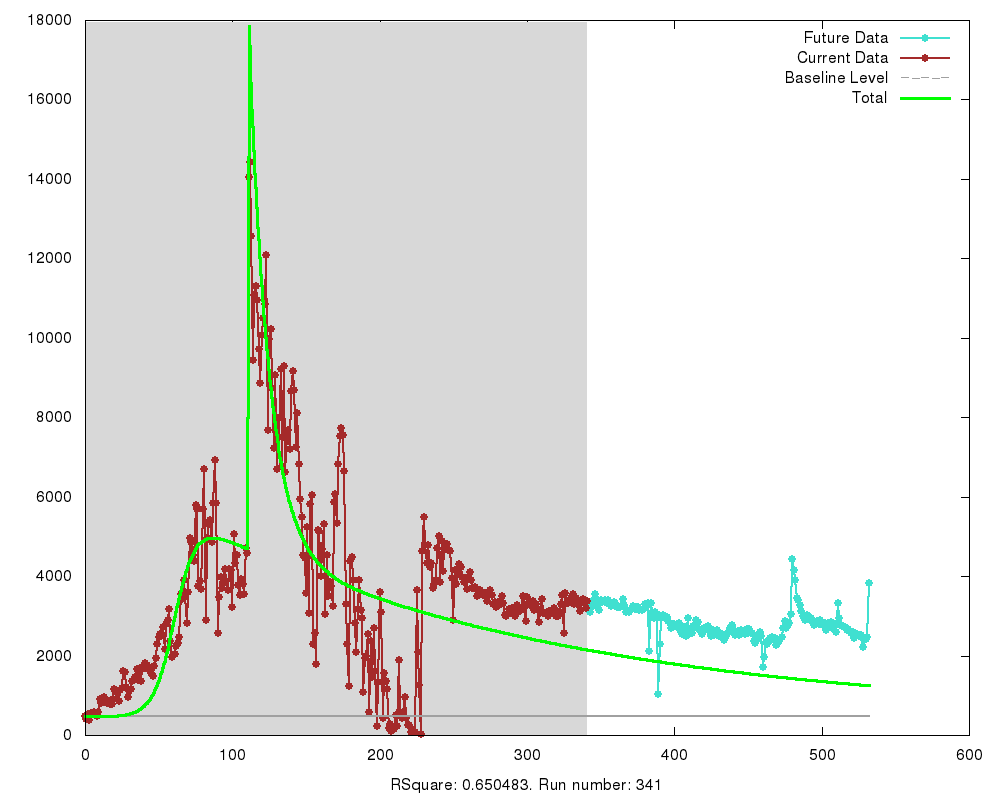 18000
16000
14000
12000
10000
8000
6000
4000
2000
0
Future Data
Current Data
Baseline Level
Total
0 100 200 300 400 500 600
RSquare: 0.650483. Run number: 341